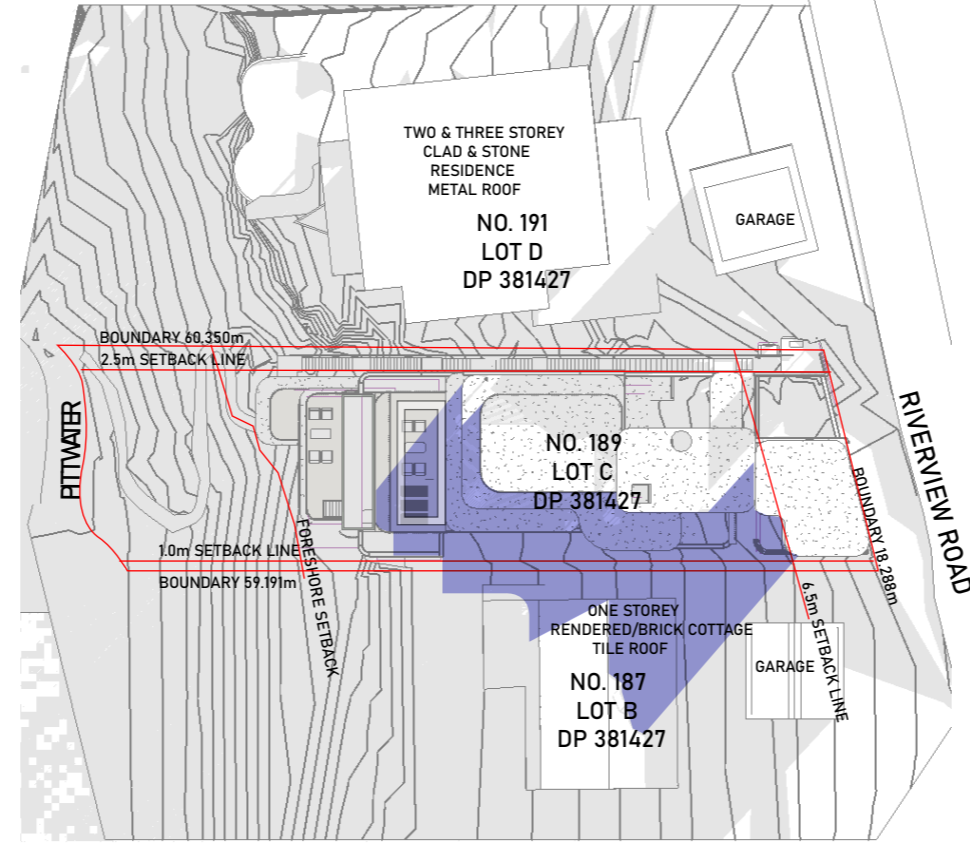 TWO & THREE STOREY
CLAD & STONE
RESIDENCE
METAL ROOF
NO. 191
LOT D
DP 381427
GARAGE
BOUNDARY 60.350m
2.5m SETBACK LINE
PITTWATER
NO. 189
LOT C
DP 381427
RIVERVIEW ROAD
BOUNDARY 18.288m
FORESHORE SETBACK
1.0m SETBACK LINE
BOUNDARY 59.191m
6.5m SETBACK LINE
ONE STOREY
RENDERED/BRICK COTTAGE
TILE ROOF
NO. 187
LOT B
DP 381427
GARAGE